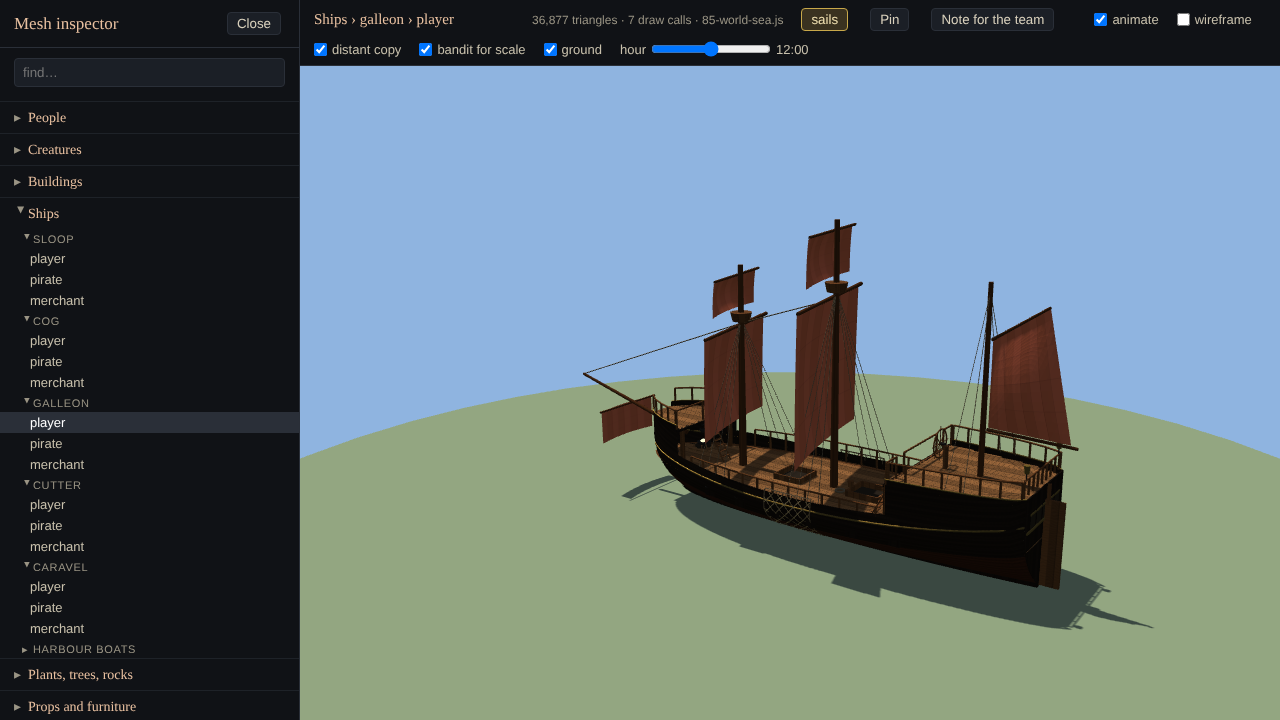 Mesh inspector
Close
find…
People
Creatures
Buildings
Ships
SLOOP
player
pirate
merchant
COG
player
pirate
merchant
GALLEON
player
pirate
merchant
CUTTER
player
pirate
merchant
CARAVEL
player
pirate
merchant
HARBOUR BOATS
Plants, trees, rocks
Props and furniture
Ships › galleon › player
36,877 triangles · 7 draw calls · 85-world-sea.js
sails
Pin
Note for the team
animate
wireframe
distant copy
bandit for scale
ground
hour
12:00